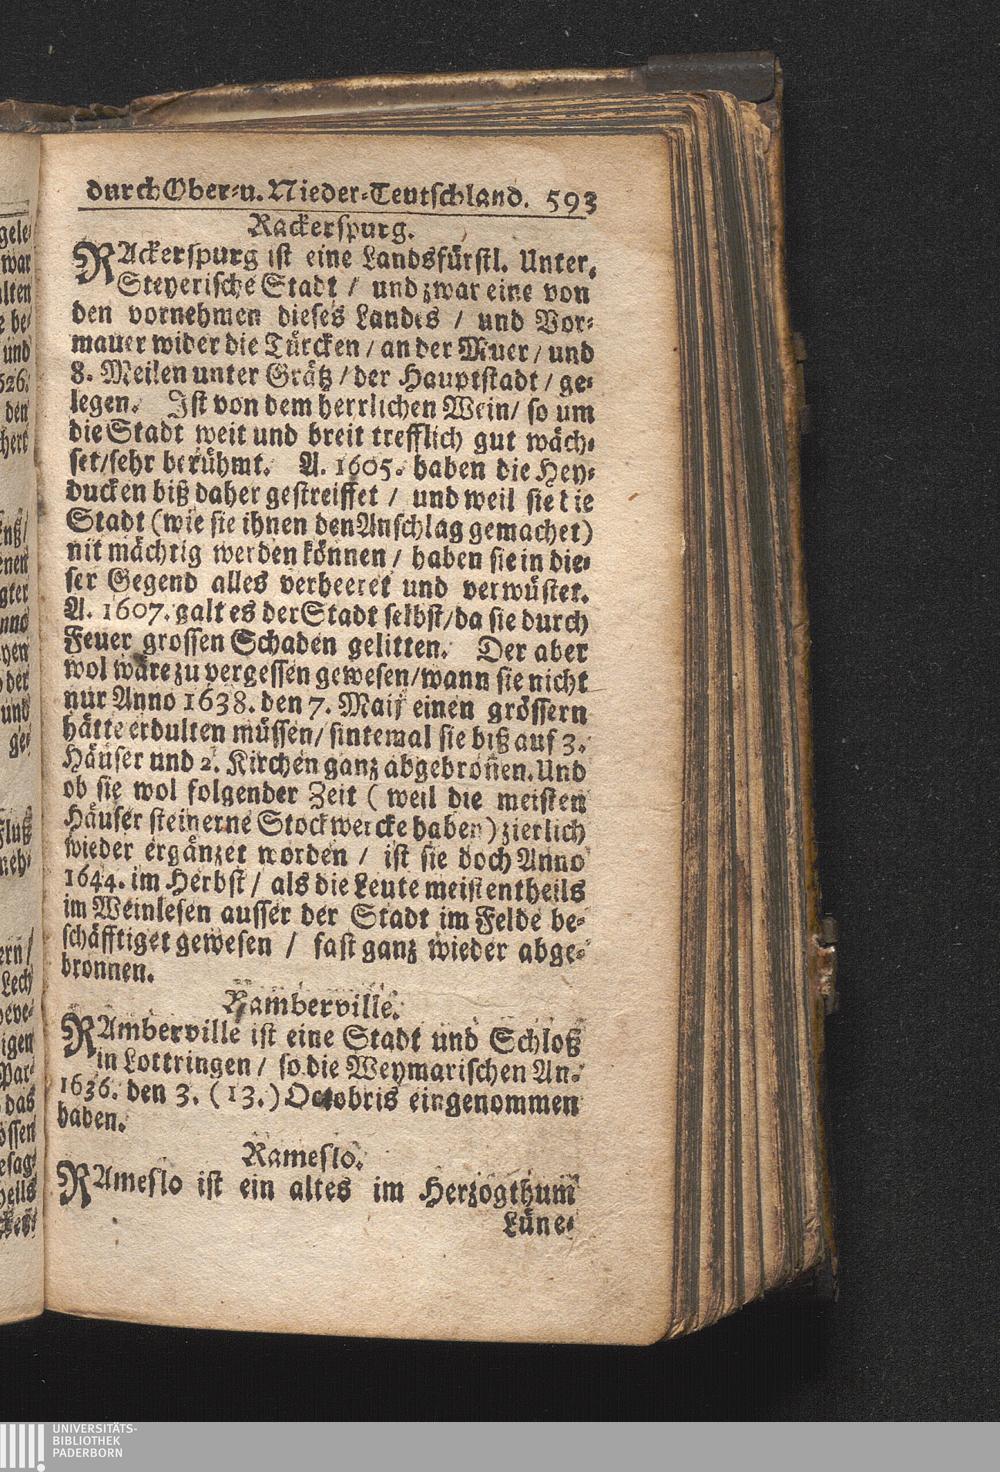 durch Ober-u. Nieder-Teutschland. 593
Rackerspurg.
RAckerspurg ist eine Landsfürstl. Unter,
Steyerische Stadt / und zwar eine von
den vornehmen dieses Landes / und Vor-
mauer wider die Türcken / an der Muer / und
8. Meilen unter Grätz / der Hauptstadt / ge-
legen. Ist von dem herrlichen Wein / so um
die Stadt weit und breit trefflich gut wäch-
set / sehr berühmt. A. 1605. haben die Hey-
ducken biß daher gestreiffet / und weil sie die
Stadt (wie sie ihnen den Anschlag gemachet)
nit mächtig werden können / haben sie in die-
ser Gegend alles verheeret und verwüstet.
A. 1607. galt es der Stadt selbst / da sie durch
Feuer grossen Schaden gelitten. Der aber
wol wäre zu vergessen gewesen / wann sie nicht
nur Anno 1638. den 7. Maij einen grössern
hätte erdulten müssen / sintemal sie biß auf 3.
Häuser und 2. Kirchen ganz abgebroñen. Und
ob sie wol folgender Zeit ( weil die meisten
Häuser steinerne Stockwercke haben ) zierlich
wieder ergänzet worden / ist sie doch Anno
1644. im Herbst / als die Leute meistentheils
im Weinlesen ausser der Stadt im Felde be-
schäfftiget gewesen / fast ganz wieder abge-
bronnen.
Ramberville.
RAmberville ist eine Stadt und Schloß
in Lottringen / so die Weymarischen An.
1636. den 3. ( 13. ) Octobris eingenommen
haben.
Rameslo.
RAmeslo ist ein altes im Herzogthum
Lüne-
UNIVERSITÄTS-
BIBLIOTHEK
PADERBORN